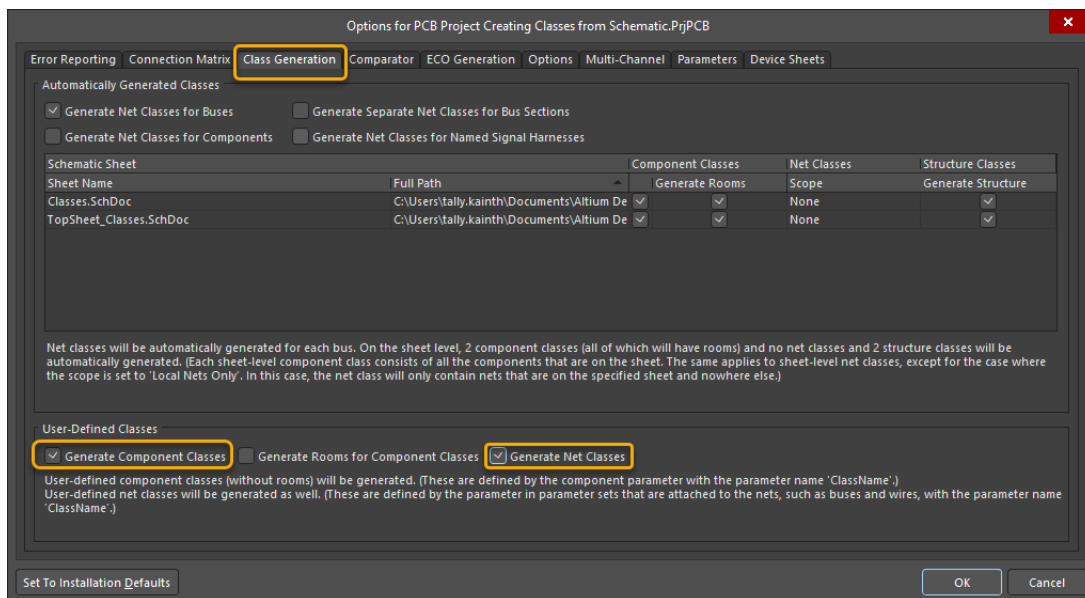 Options for PCB Project Creating Classes from Schematic.PrjPCB
Error Reporting Connection Matrix Class Generation Comparator ECO Generation Options Multi-Channel Parameters Device Sheets
Automatically Generated Classes
Generate Net Classes for Buses Generate Separate Net Classes for Bus Sections
Generate Net Classes for Components Generate Net Classes for Named Signal Harnesses
Schematic Sheet Component Classes Net Classes Structure Classes
Sheet Name Full Path Generate Rooms Scope Generate Structure
Classes.SchDoc C:\Users\tally.kainth\Documents\Altium De None
TopSheet_Classes.SchDoc C:\Users\tally.kainth\Documents\Altium De None
Net classes will be automatically generated for each bus. On the sheet level, 2 component classes (all of which will have rooms) and no net classes and 2 structure classes will be
automatically generated. (Each sheet-level component class consists of all the components that are on the sheet. The same applies to sheet-level net classes, except for the case where
the scope is set to 'Local Nets Only'. In this case, the net class will only contain nets that are on the specified sheet and nowhere else.)
User-Defined Classes
Generate Component Classes Generate Rooms for Component Classes Generate Net Classes
User-defined component classes (without rooms) will be generated. (These are defined by the component parameter with the parameter name 'ClassName'.)
User-defined net classes will be generated as well. (These are defined by the parameter in parameter sets that are attached to the nets, such as buses and wires, with the parameter name
'ClassName'.)
Set To Installation Defaults OK Cancel